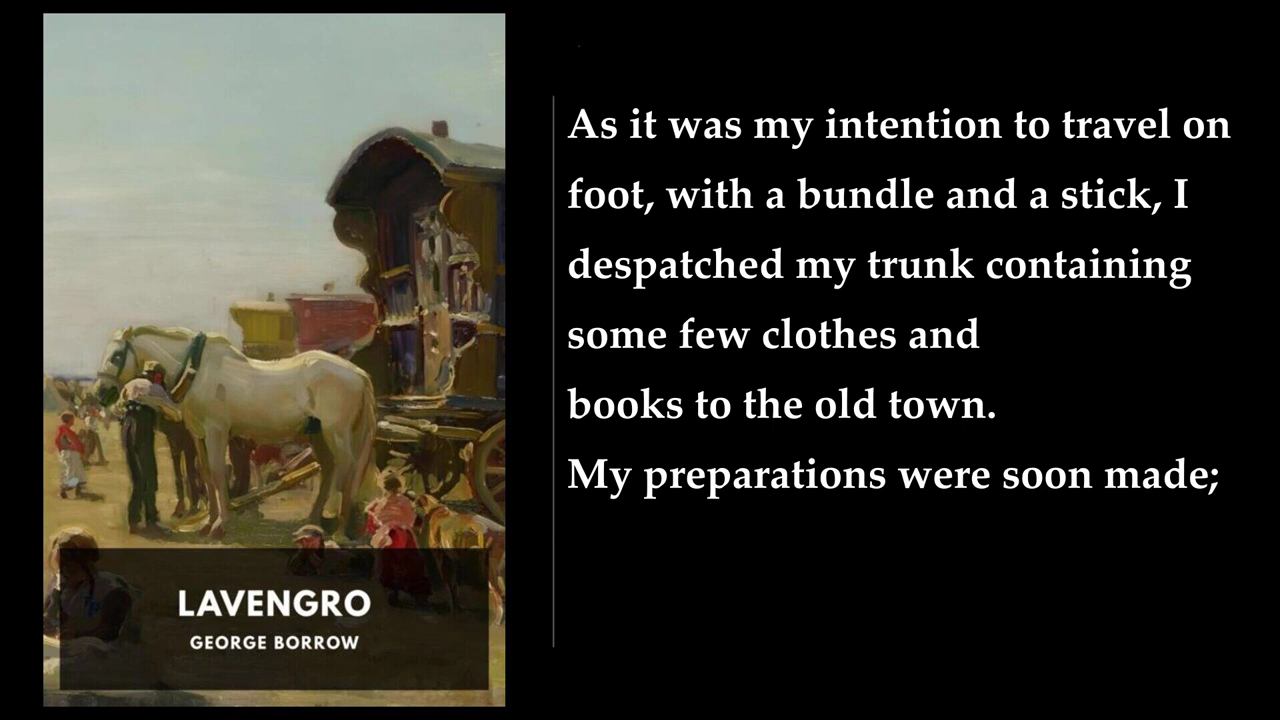 LAVENGRO
GEORGE BORROW
As it was my intention to travel on
foot, with a bundle and a stick, I
despatched my trunk containing
some few clothes and
books to the old town.
My preparations were soon made;